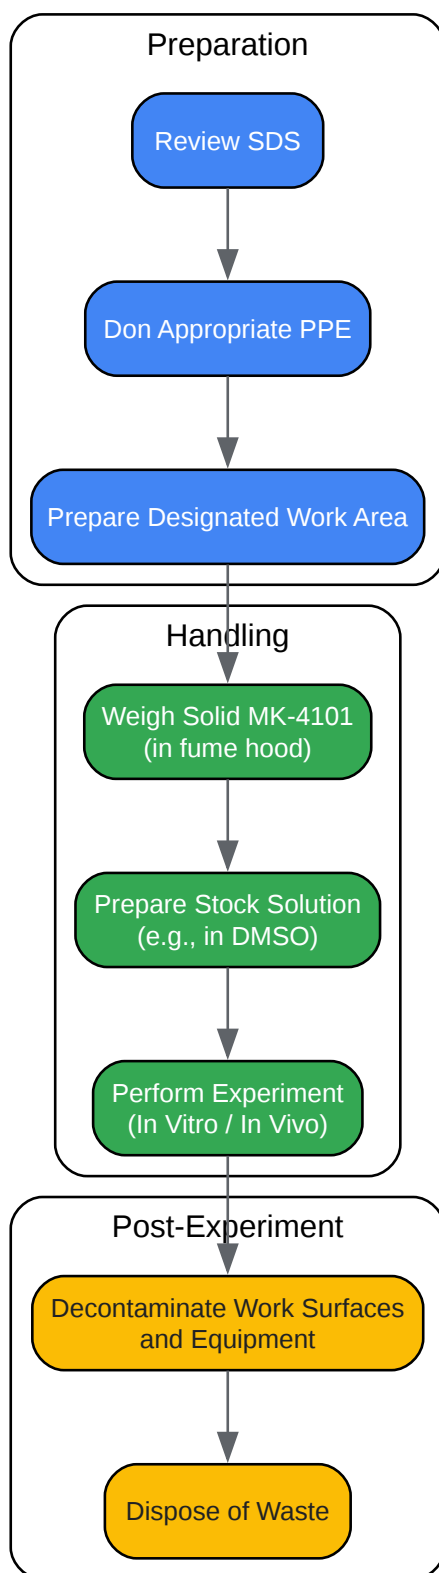 Preparation
Review SDS
Don Appropriate PPE
Prepare Designated Work Area
Handling
Weigh Solid MK-4101
(in fume hood)
Prepare Stock Solution
(e.g., in DMSO)
Perform Experiment
(In Vitro / In Vivo)
Post-Experiment
Decontaminate Work Surfaces
and Equipment
Dispose of Waste